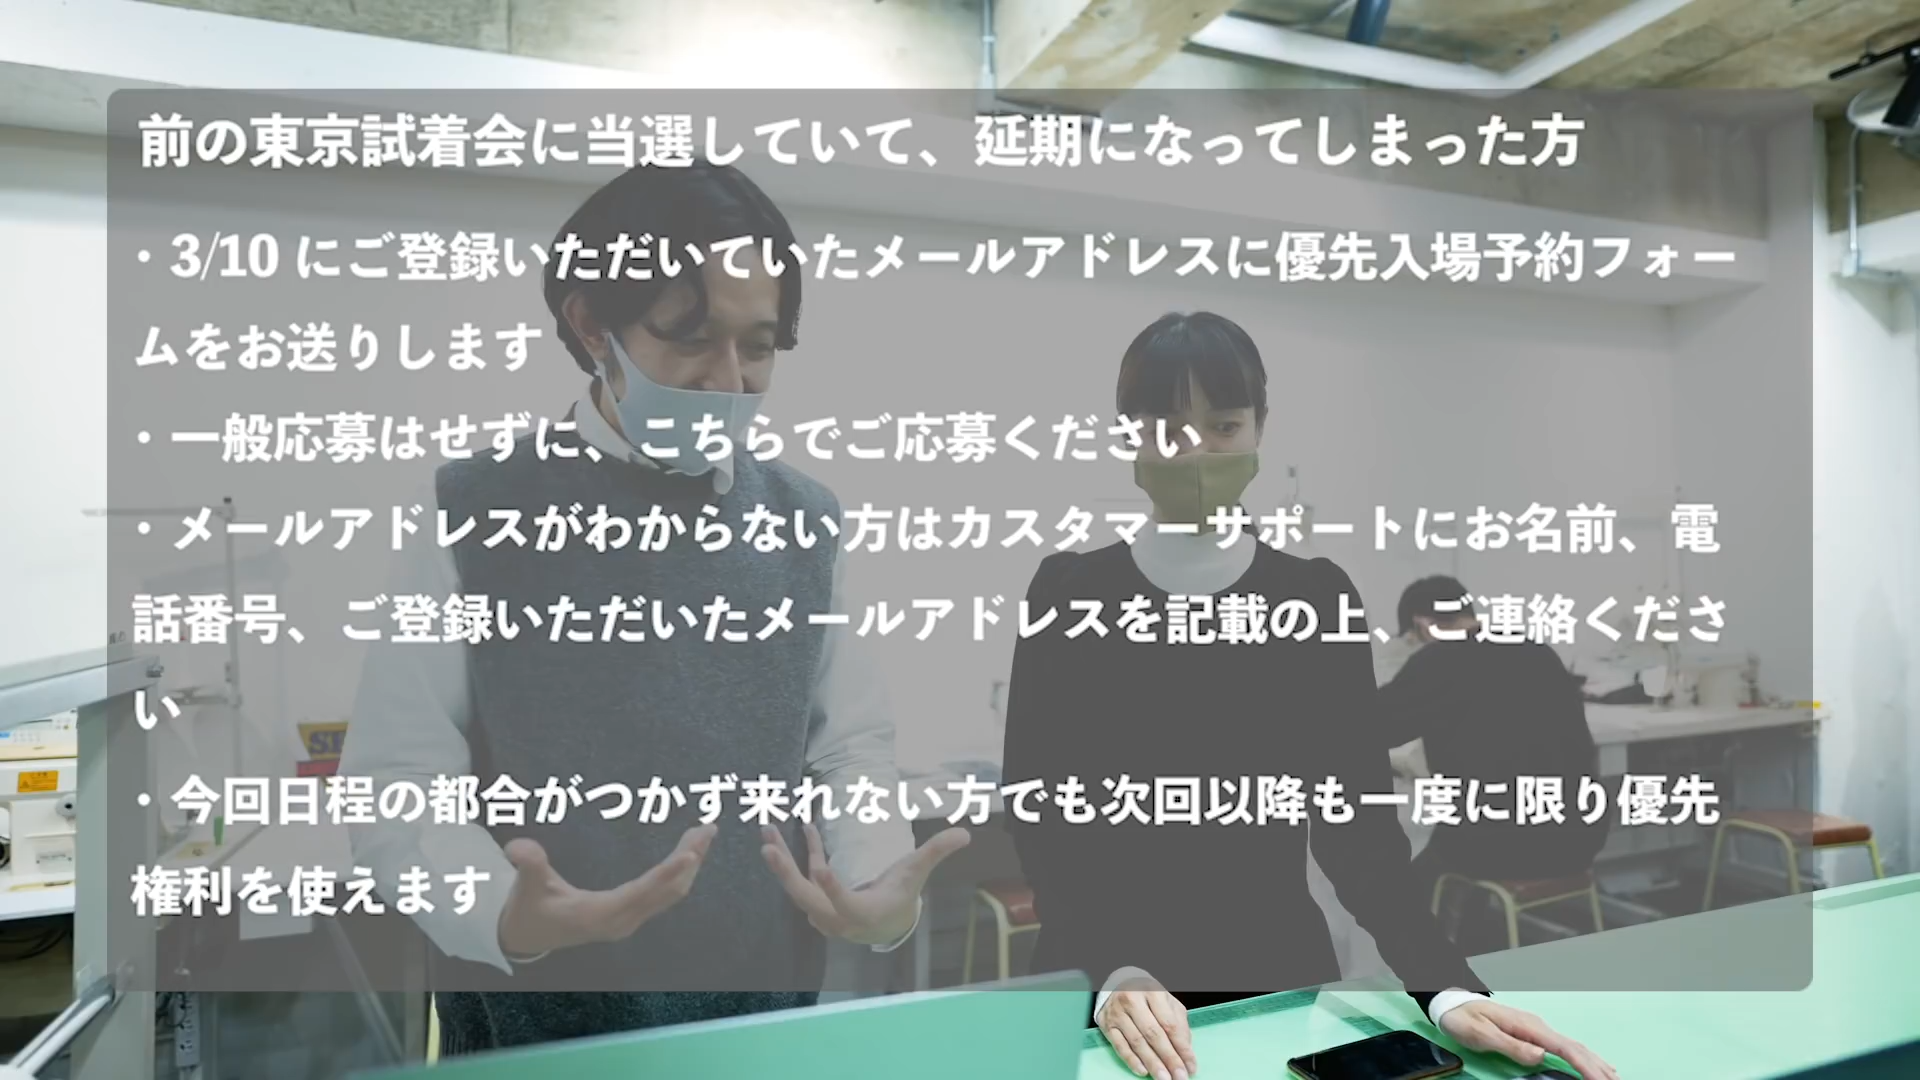 前の東京試着会に当選していて、延期になってしまった方
・3/10 にご登録いただいていたメールアドレスに優先入場予約フォー
ムをお送りします
・一般応募はせずに、こちらでご応募ください
・メールアドレスがわからない方はカスタマーサポートにお名前、電
話番号、ご登録いただいたメールアドレスを記載の上、ご連絡くださ
い
・今回日程の都合がつかず来れない方でも次回以降も一度に限り優先
権利を使えます